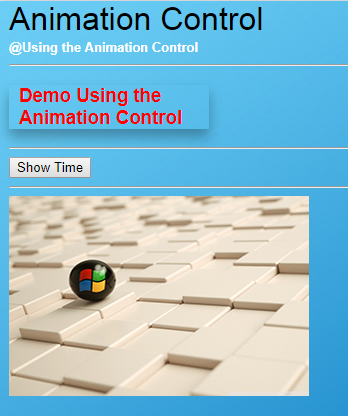 Animation Control
@Using the Animation Control
Demo Using the
Animation Control
Show Time